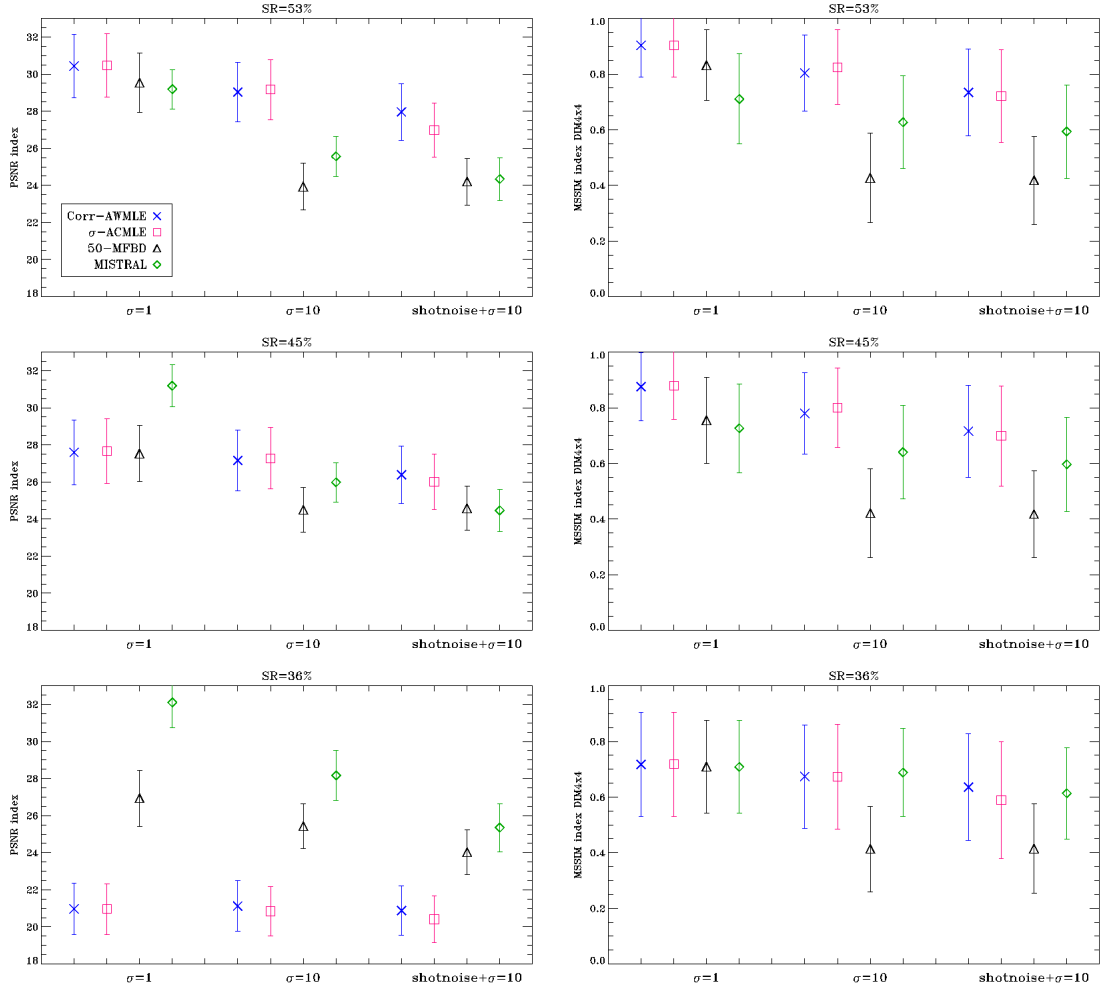 SR=53%
PSNR index
32
30
28
26
24
22
20
18
Corr-AWMLE
σ-ACMLE
50-MFBD
MISTRAL
σ=1
σ=10
shotnoise+σ=10
SR=53%
MSSIM index DIM4x4
1.0
0.8
0.6
0.4
0.2
0.0
σ=1
σ=10
shotnoise+σ=10
SR=45%
PSNR index
32
30
28
26
24
22
20
18
σ=1
σ=10
shotnoise+σ=10
SR=45%
MSSIM index DIM4x4
1.0
0.8
0.6
0.4
0.2
0.0
σ=1
σ=10
shotnoise+σ=10
SR=36%
PSNR index
32
30
28
26
24
22
20
18
σ=1
σ=10
shotnoise+σ=10
SR=36%
MSSIM index DIM4x4
1.0
0.8
0.6
0.4
0.2
0.0
σ=1
σ=10
shotnoise+σ=10